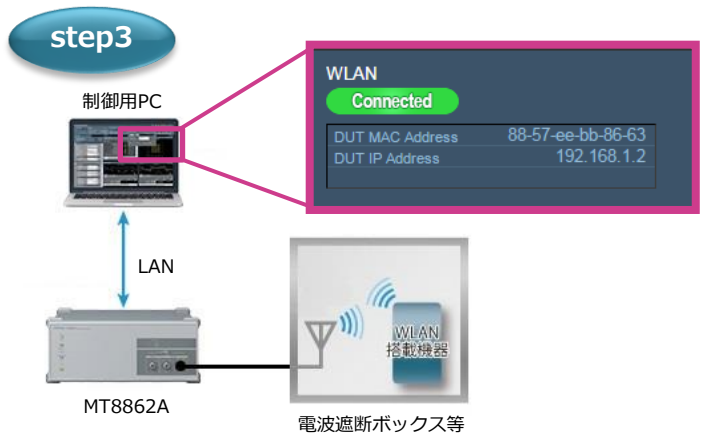 step3
制御用PC
WLAN
Connected
DUT MAC Address 88-57-ee-bb-86-63
DUT IP Address 192.168.1.2
LAN
WLAN
搭載機器
MT8862A
電波遮断ボックス等